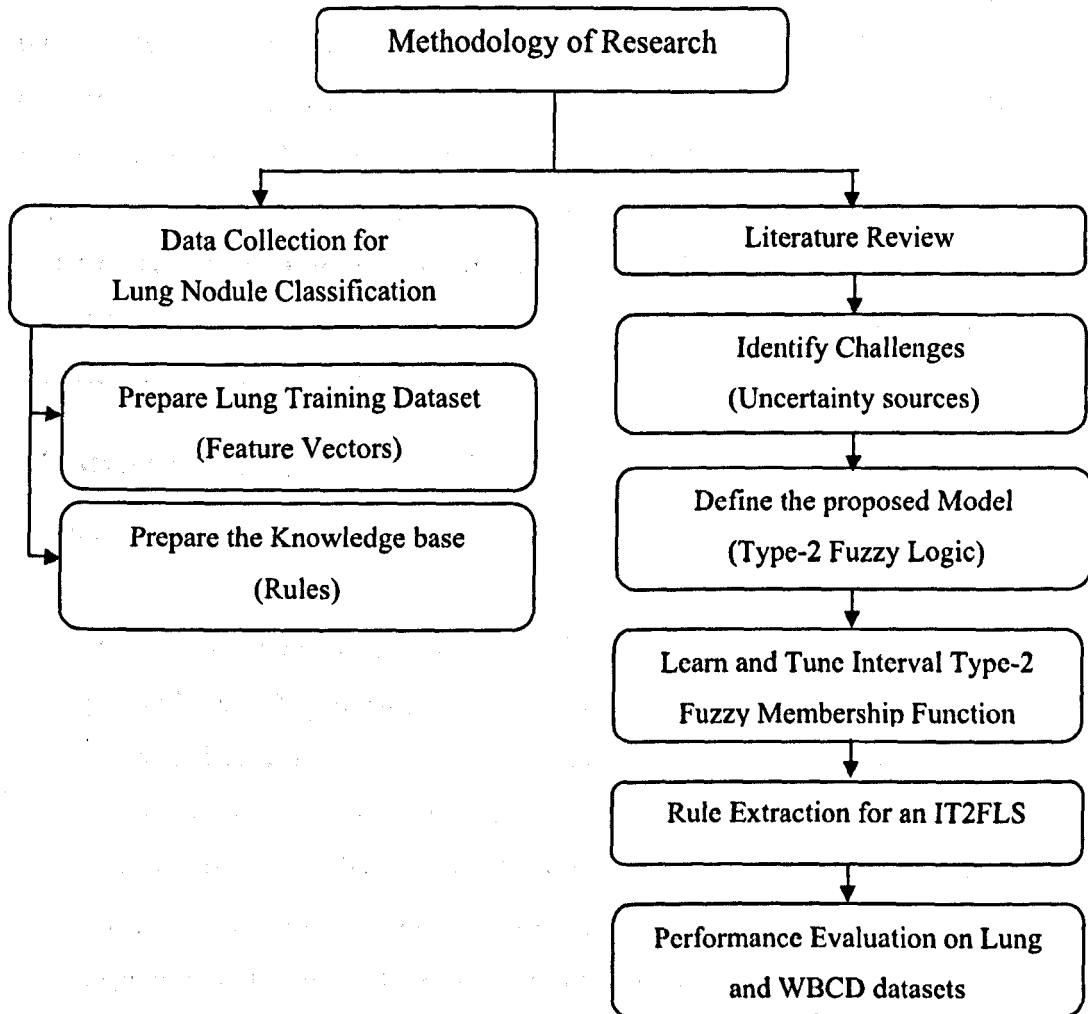 Methodology of Research
Data Collection for
Lung Nodule Classification
Prepare Lung Training Dataset
(Feature Vectors)
Prepare the Knowledge base
(Rules)
Literature Review
Identify Challenges
(Uncertainty sources)
Define the proposed Model
(Type-2 Fuzzy Logic)
Learn and Tune Interval Type-2
Fuzzy Membership Function
Rule Extraction for an IT2FLS
Performance Evaluation on Lung
and WBCD datasets